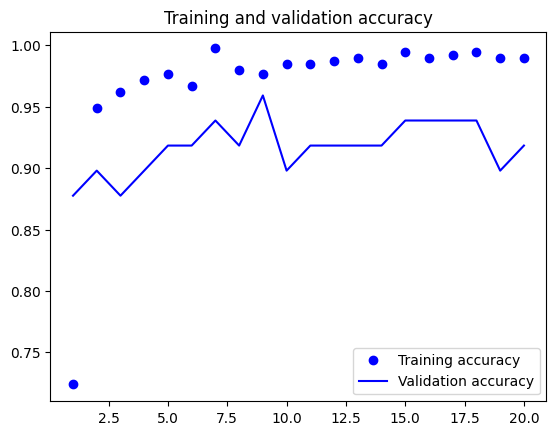 Training and validation accuracy
1.00
0.95
0.90
0.85
0.80
0.75
Training accuracy
Validation accuracy
2.5 5.0 7.5 10.0 12.5 15.0 17.5 20.0